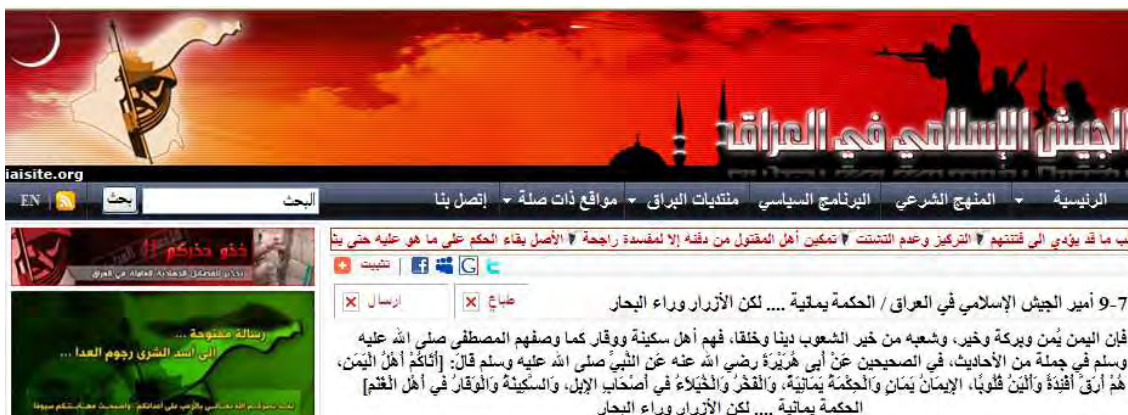 الجيش الإسلامي في العراق
iaisite.org
الرئيسية المنهج الشرعي البرنامج السياسي منتديات البراق مواقع ذات صلة إتصل بنا البحث بحث EN
ما قد يؤدي الى فتنتهم التركيز وعدم التشتت تمكين أهل المقتول من دفنه إلا لمفسدة راجحة الأصل بقاء الحكم على ما هو عليه حتى
خذو حذركم
تثبيت
طباع ارسال
9-7 أمير الجيش الإسلامي في العراق / الحكمة يمانية .... لكن الأزرار وراء البحار
رسالة مفتوحة ...
الى اسد الشرى رجوم العدا ...
فإن اليمن يُمن وبركة وخير، وشعبه من خير الشعوب دينا وخلقا، فهم أهل سكينة ووقار كما وصفهم المصطفى صلى الله عليه
وسلم في جملة من الأحاديث، في الصحيحين عَنْ أَبِي هُرَيْرَةَ رضي الله عنه عَنِ النَّبِيِّ صلى الله عليه وسلم قَالَ: [أَتَاكُمْ أَهْلُ الْيَمَنِ،
هُمْ أَرَقُّ أَفْئِدَةً وَأَلْيَنُ قُلُوبًا، الإِيمَانُ يَمَانٍ وَالْحِكْمَةُ يَمَانِيَةٌ، وَالْفَخْرُ وَالْخُيَلاَءُ فِي أَصْحَابِ الإِبِلِ، وَالسَّكِينَةُ وَالْوَقَارُ فِي أَهْلِ الْغَنَمِ]
الحكمة يمانية .... لكن الأزرار وراء البحار